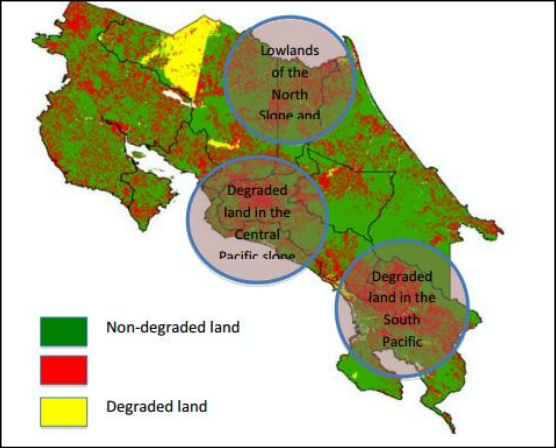 Lowlands
of the
North
Slope and
Degraded
land in the
Central
Pacific slope
Degraded
land in the
South
Pacific
Non-degraded land
Degraded land